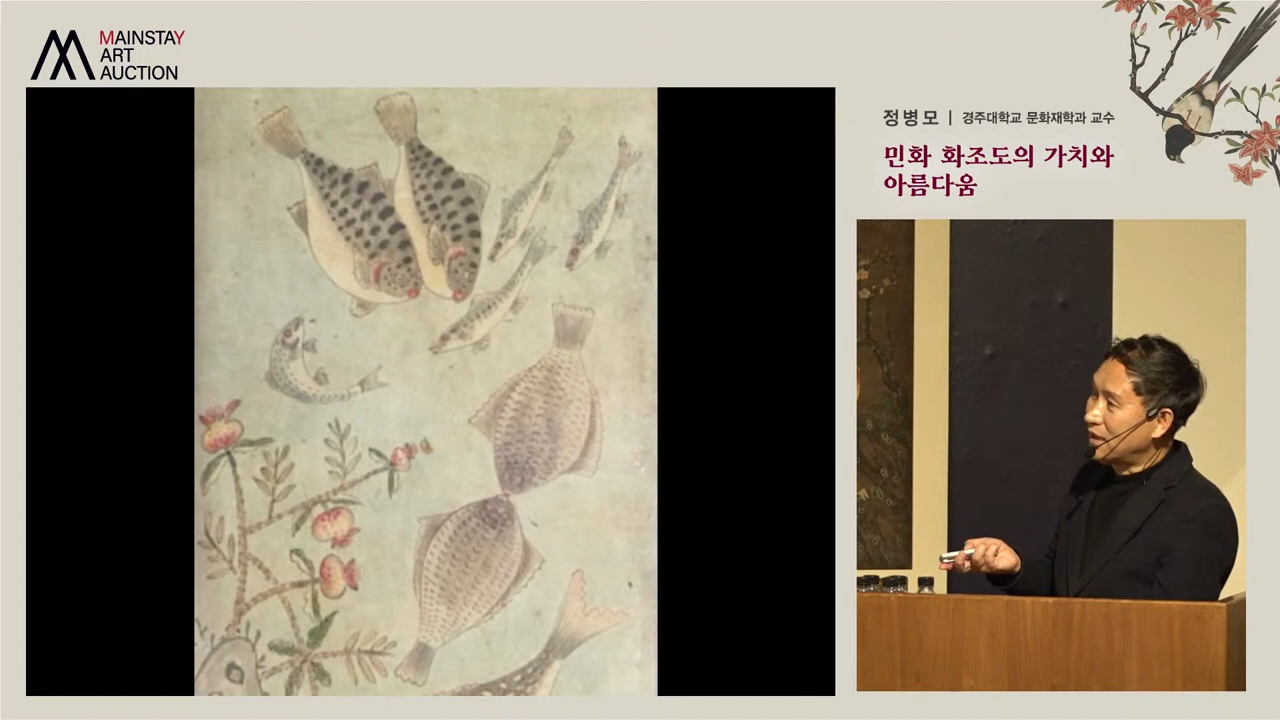 MAINSTAY
ART
AUCTION
정병모 | 경주대학교 문화재학과 교수
민화 화조도의 가치와
아름다움